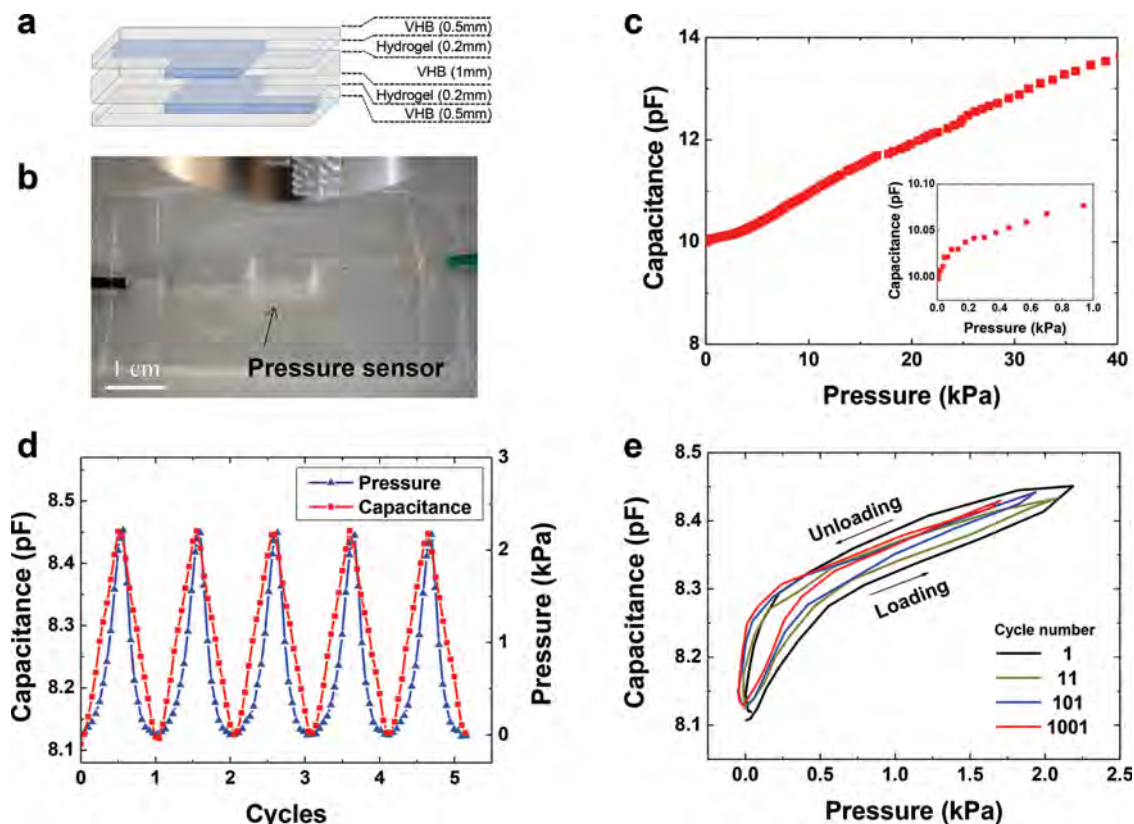 a
VHB (0.5mm)
Hydrogel (0.2mm)
VHB (1mm)
Hydrogel (0.2mm)
VHB (0.5mm)
b
Pressure sensor
1 cm
c
Capacitance (pF)
14
12
10
8
0
10
20
30
40
Pressure (kPa)
Capacitance (pF)
10.10
10.05
10.00
0.0
0.2
0.4
0.6
0.8
1.0
Pressure (kPa)
d
Capacitance (pF)
8.5
8.4
8.3
8.2
8.1
0
1
2
3
4
5
Cycles
Pressure (kPa)
3
2
1
0
Pressure
Capacitance
e
Capacitance (pF)
8.5
8.4
8.3
8.2
8.1
0.0
0.5
1.0
1.5
2.0
2.5
Pressure (kPa)
Unloading
Loading
Cycle number
1
11
101
1001